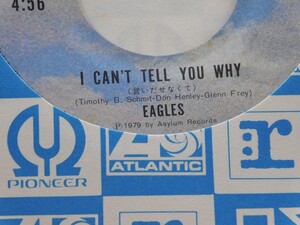 4:56
I CAN'T TELL YOU WHY
(言いだせなくて)
(Timothy B. Schmit-Don Henley-Glenn Frey)
EAGLES
(P)1979 by Asylum Records
PIONEER
ATLANTIC
r